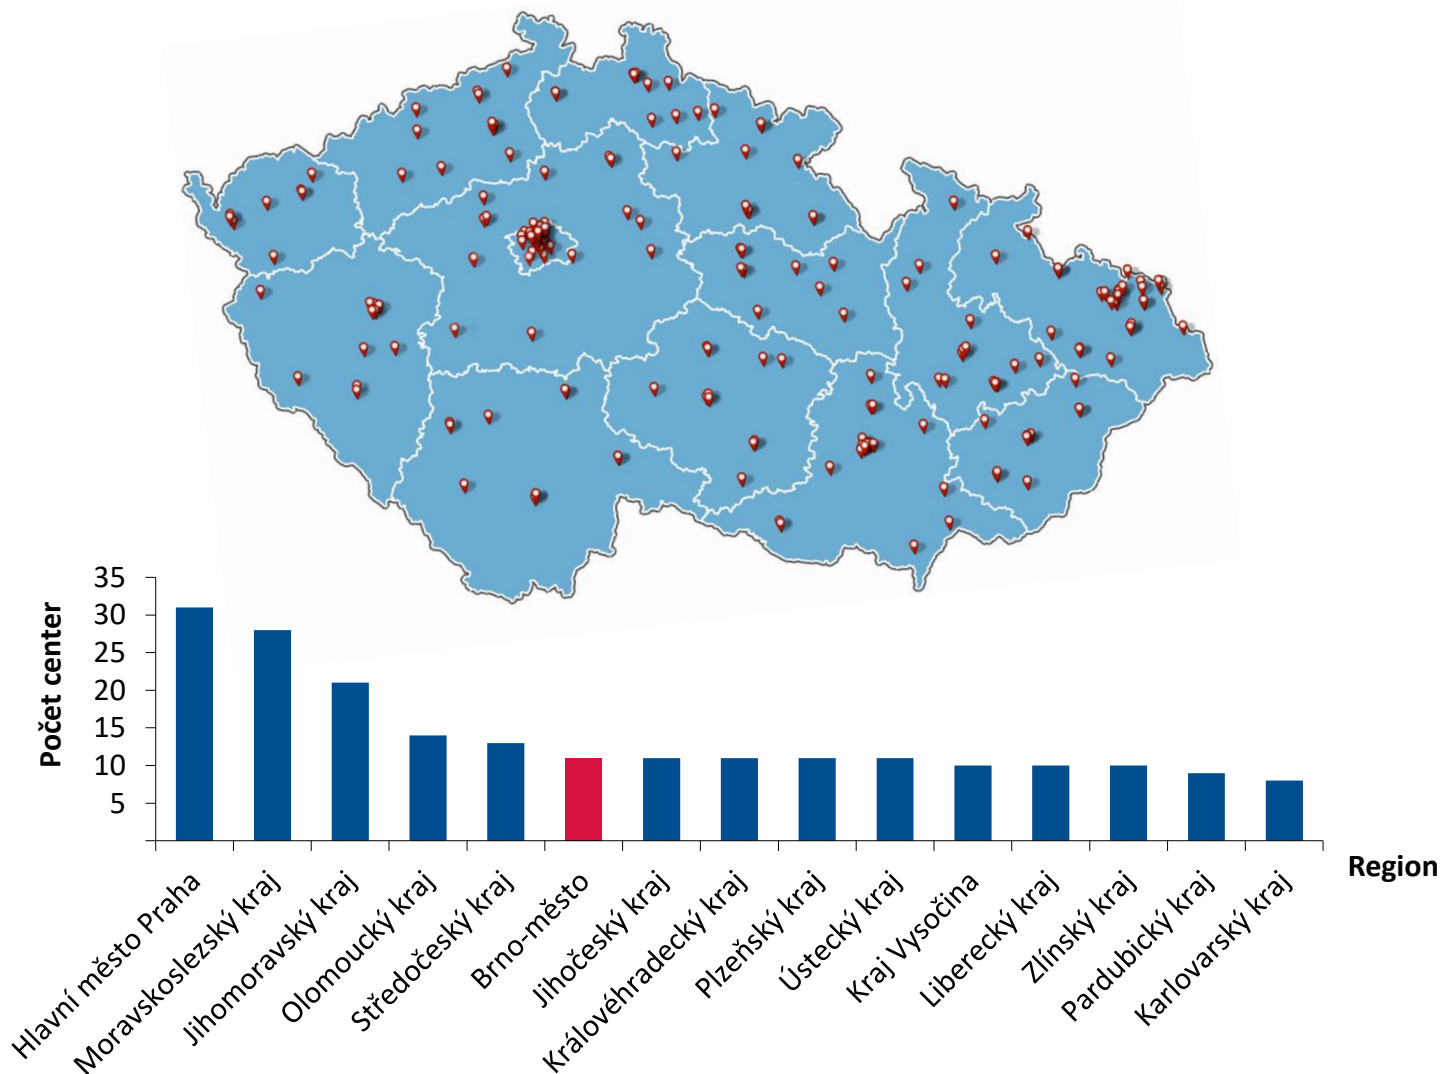 35
30
25
20
15
10
5
Počet center
Region
Hlavní město Praha
Moravskoslezský kraj
Jihomoravský kraj
Olomoucký kraj
Středočeský kraj
Brno-město
Jihočeský kraj
Královéhradecký kraj
Plzeňský kraj
Ústecký kraj
Kraj Vysočina
Liberecký kraj
Zlínský kraj
Pardubický kraj
Karlovarský kraj